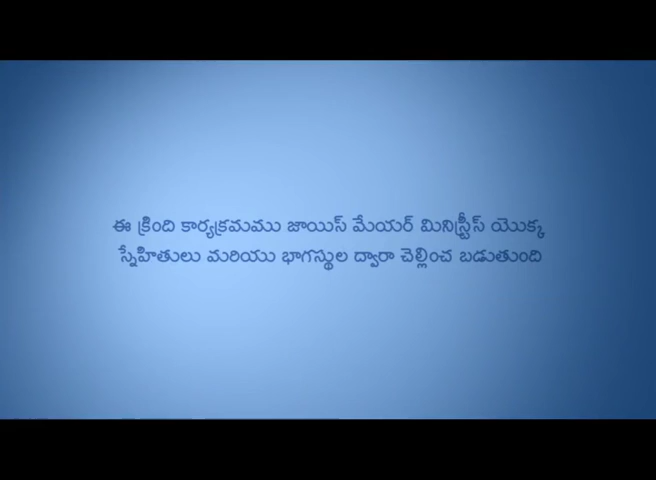 ఈ క్రింది కార్యక్రమము జాయిస్ మేయర్ మినిస్ట్రీస్ యొక్క
స్నేహితులు మరియు భాగస్థుల ద్వారా చెల్లించ బడుతుంది